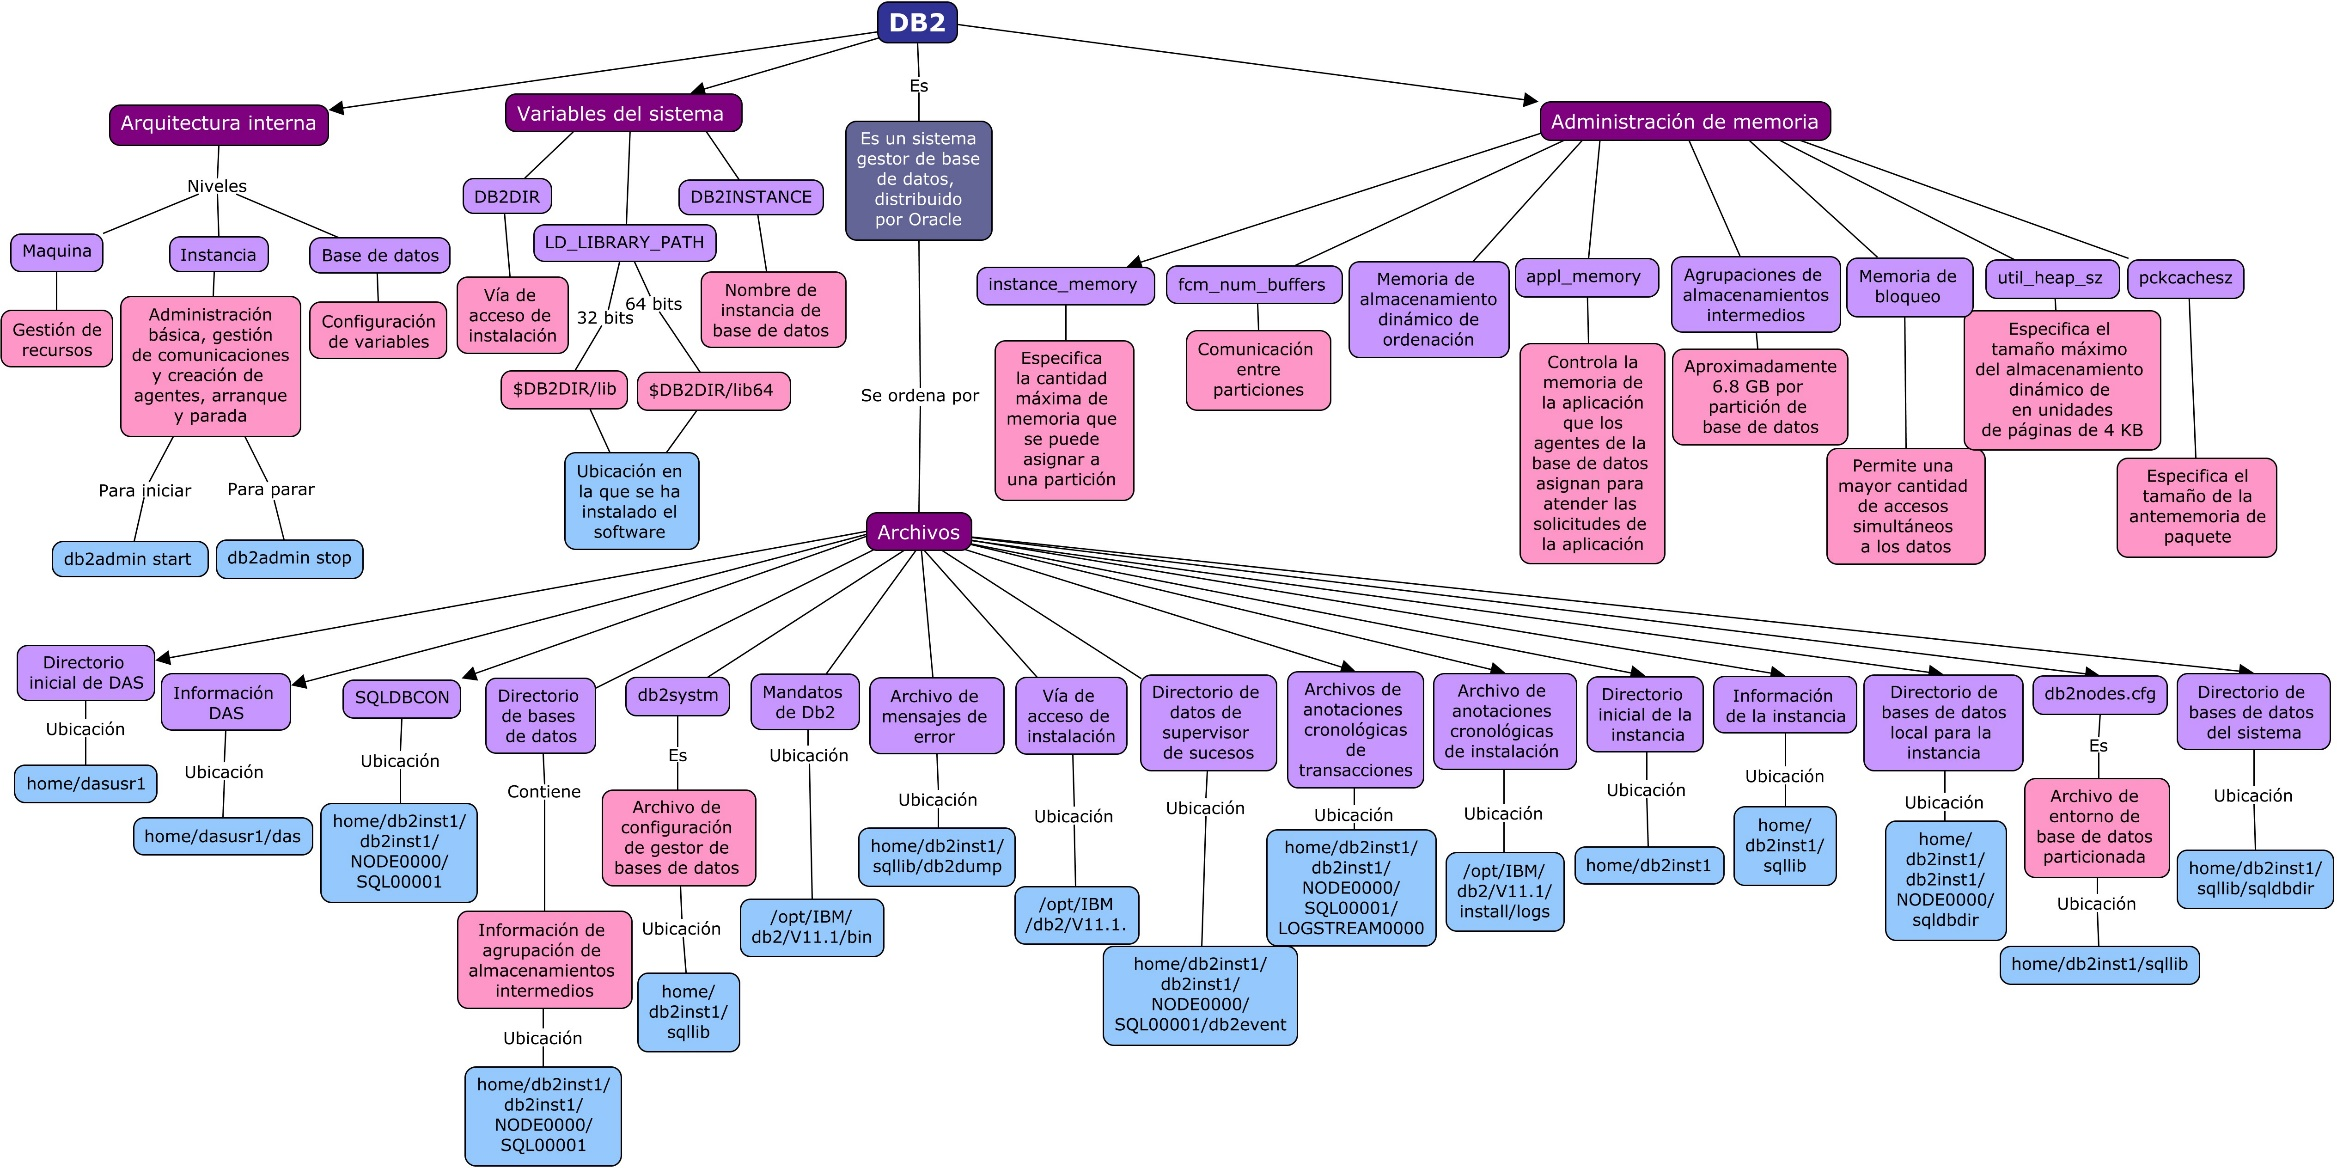 DB2
Es
Es un sistema
gestor de base
de datos,
distribuido
por Oracle
Se ordena por
Arquitectura interna
Niveles
Maquina
Gestión de
recursos
Instancia
Administración
básica, gestión
de comunicaciones
y creación de
agentes, arranque
y parada
Para iniciar
db2admin start
Para parar
db2admin stop
Base de datos
Configuración
de variables
Variables del sistema
DB2DIR
Vía de
acceso de
instalación
LD_LIBRARY_PATH
32 bits
64 bits
$DB2DIR/lib
$DB2DIR/lib64
Ubicación en
la que se ha
instalado el
software
DB2INSTANCE
Nombre de
instancia de
base de datos
Administración de memoria
instance_memory
Especifica
la cantidad
máxima de
memoria que
se puede
asignar a
una partición
fcm_num_buffers
Comunicación
entre
particiones
Memoria de
almacenamiento
dinámico de
ordenación
appl_memory
Controla la
memoria de
la aplicación
que los
agentes de la
base de datos
asignan para
atender las
solicitudes de
la aplicación
Agrupaciones de
almacenamientos
intermedios
Aproximadamente
6.8 GB por
partición de
base de datos
Memoria de
bloqueo
Permite una
mayor cantidad
de accesos
simultáneos
a los datos
util_heap_sz
Especifica el
tamaño máximo
del almacenamiento
dinámico de
en unidades
de páginas de 4 KB
pckcachesz
Especifica el
tamaño de la
antememoria de
paquete
Archivos
Directorio
inicial de DAS
Ubicación
home/dasusr1
Información
DAS
Ubicación
home/dasusr1/das
SQLDBCON
Ubicación
home/db2inst1/
db2inst1/
NODE0000/
SQL00001
Directorio
de bases
de datos
Contiene
Información de
agrupación de
almacenamientos
intermedios
Ubicación
home/db2inst1/
db2inst1/
NODE0000/
SQL00001
db2systm
Es
Archivo de
configuración
de gestor de
bases de datos
Ubicación
home/
db2inst1/
sqllib
Mandatos
de Db2
Ubicación
/opt/IBM/
db2/V11.1/bin
Archivo de
mensajes de
error
Ubicación
home/db2inst1/
sqllib/db2dump
Vía de
acceso de
instalación
Ubicación
/opt/IBM
/db2/V11.1.
Directorio de
datos de
supervisor
de sucesos
Ubicación
home/db2inst1/
db2inst1/
NODE0000/
SQL00001/db2event
Archivos de
anotaciones
cronológicas
de
transacciones
Ubicación
home/db2inst1/
db2inst1/
NODE0000/
SQL00001/
LOGSTREAM0000
Archivo de
anotaciones
cronológicas
de instalación
Ubicación
/opt/IBM/
db2/V11.1/
install/logs
Directorio
inicial de la
instancia
Ubicación
home/db2inst1
Información
de la instancia
Ubicación
home/
db2inst1/
sqllib
Directorio de
bases de datos
local para la
instancia
Ubicación
home/
db2inst1/
db2inst1/
NODE0000/
sqldbdir
db2nodes.cfg
Es
Archivo de
entorno de
base de datos
particionada
Ubicación
home/db2inst1/sqllib
Directorio de
bases de datos
del sistema
Ubicación
home/db2inst1/
sqllib/sqldbdir